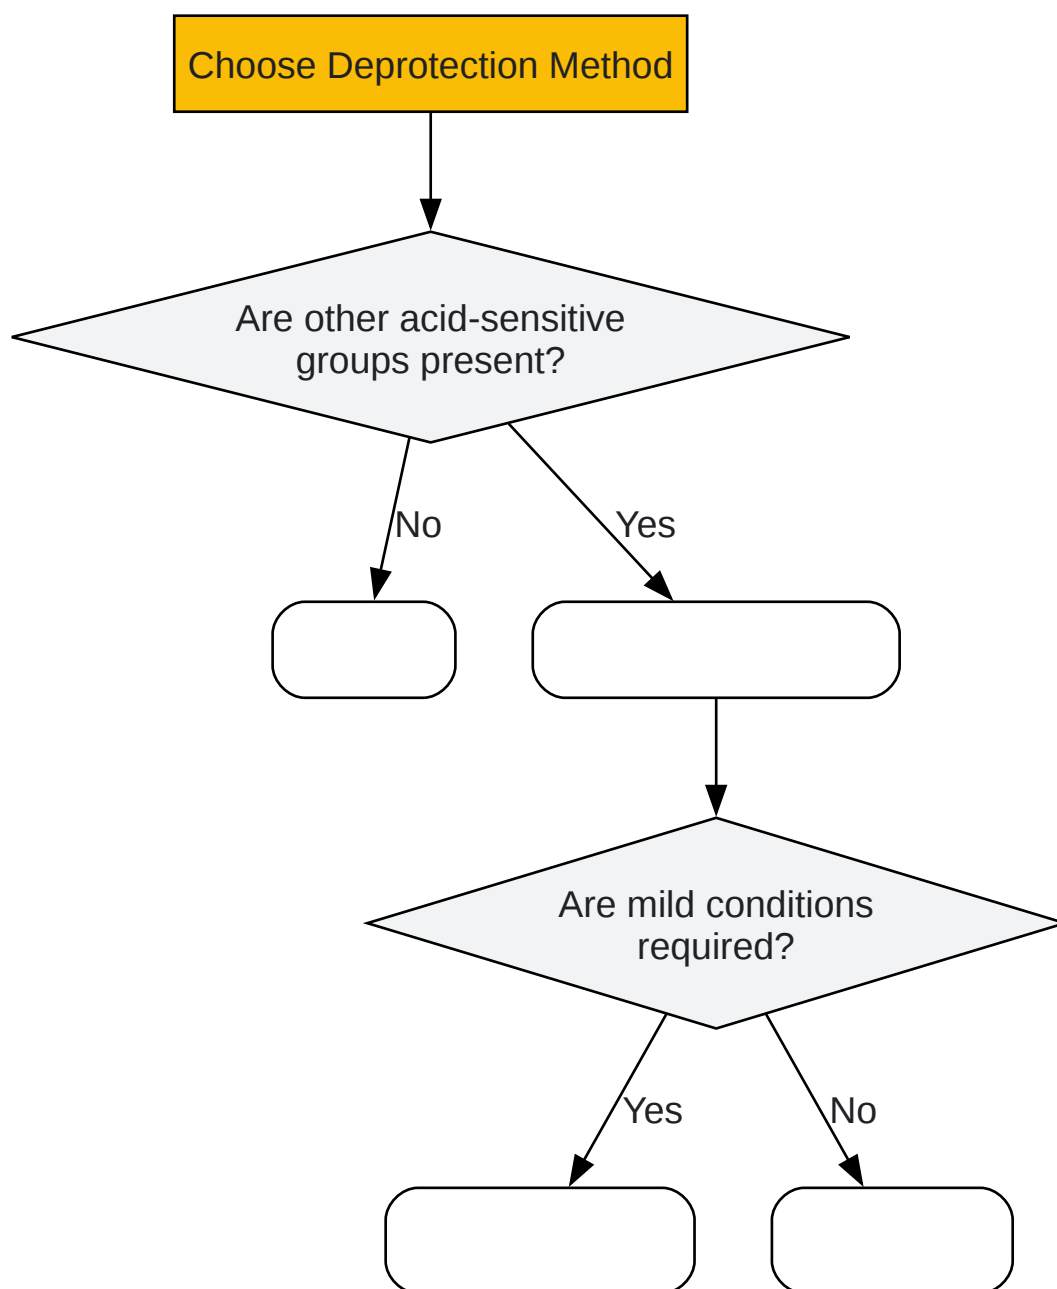 Choose Deprotection Method
Are other acid-sensitive
groups present?
No
Yes
Are mild conditions
required?
Yes
No